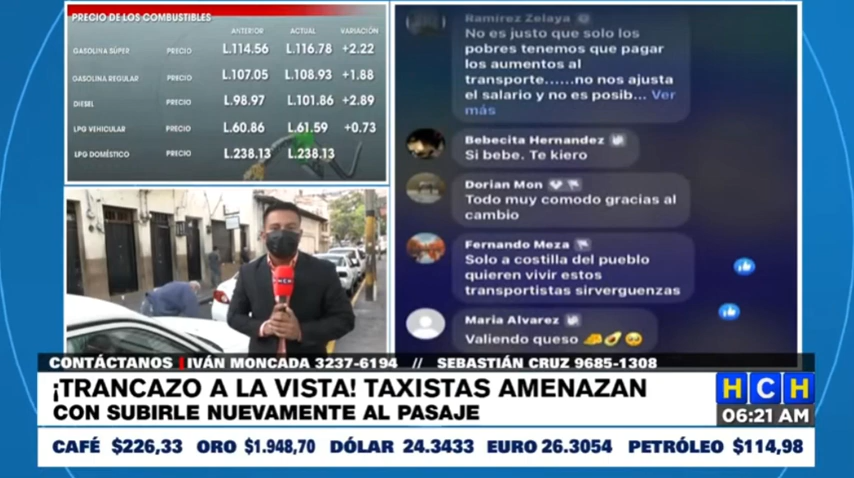 PRECIO DE LOS COMBUSTIBLES
ANTERIOR ACTUAL VARIACIÓN
GASOLINA SÚPER PRECIO L.114.56 L.116.78 +2.22
GASOLINA REGULAR PRECIO L.107.05 L.108.93 +1.88
DIESEL PRECIO L.98.97 L.101.86 +2.89
LPG VEHICULAR PRECIO L.60.86 L.61.59 +0.73
LPG DOMÉSTICO PRECIO L.238.13 L.238.13
Ramirez Zelaya
No es justo que solo los
pobres tenemos que pagar
los aumentos al
transporte......no nos ajusta
el salario y no es posib... Ver
más
Bebecita Hernandez
Si bebe. Te kiero
Dorian Mon
Todo muy comodo gracias al
cambio
Fernando Meza
Solo a costilla del pueblo
quieren vivir estos
transportistas sirverguenzas
Maria Alvarez
Valiendo queso 🧀🥑🥺
HCH
CONTÁCTANOS | IVÁN MONCADA 3237-6194 // SEBASTIÁN CRUZ 9685-1308
¡TRANCAZO A LA VISTA! TAXISTAS AMENAZAN
CON SUBIRLE NUEVAMENTE AL PASAJE
HCH
06:21 AM
CAFÉ $226,33 ORO $1.948,70 DÓLAR 24.3433 EURO 26.3054 PETRÓLEO $114,98